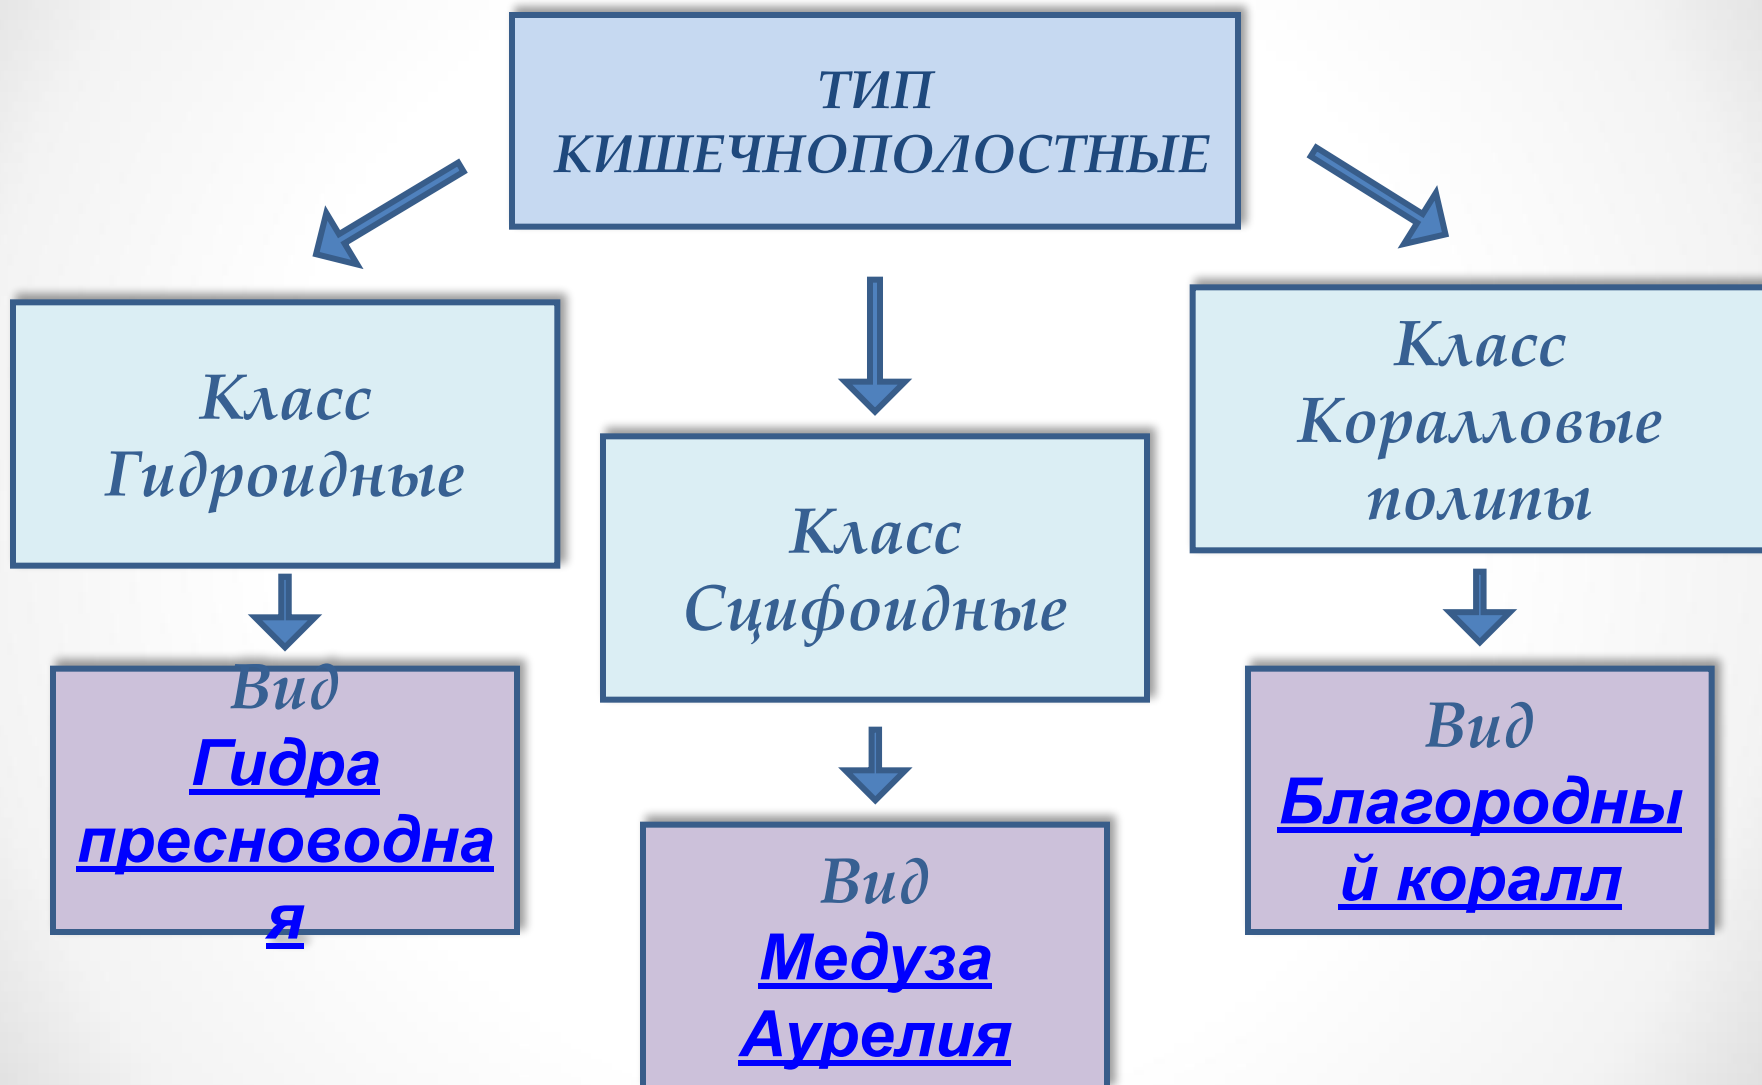 ТИП
КИШЕЧНОПОЛОСТНЫЕ
Класс
Гидроидные
Класс
Сцифоидные
Класс
Коралловые
полипы
Вид
Гидра
пресноводна
я
Вид
Медуза
Аурелия
Вид
Благородны
й коралл